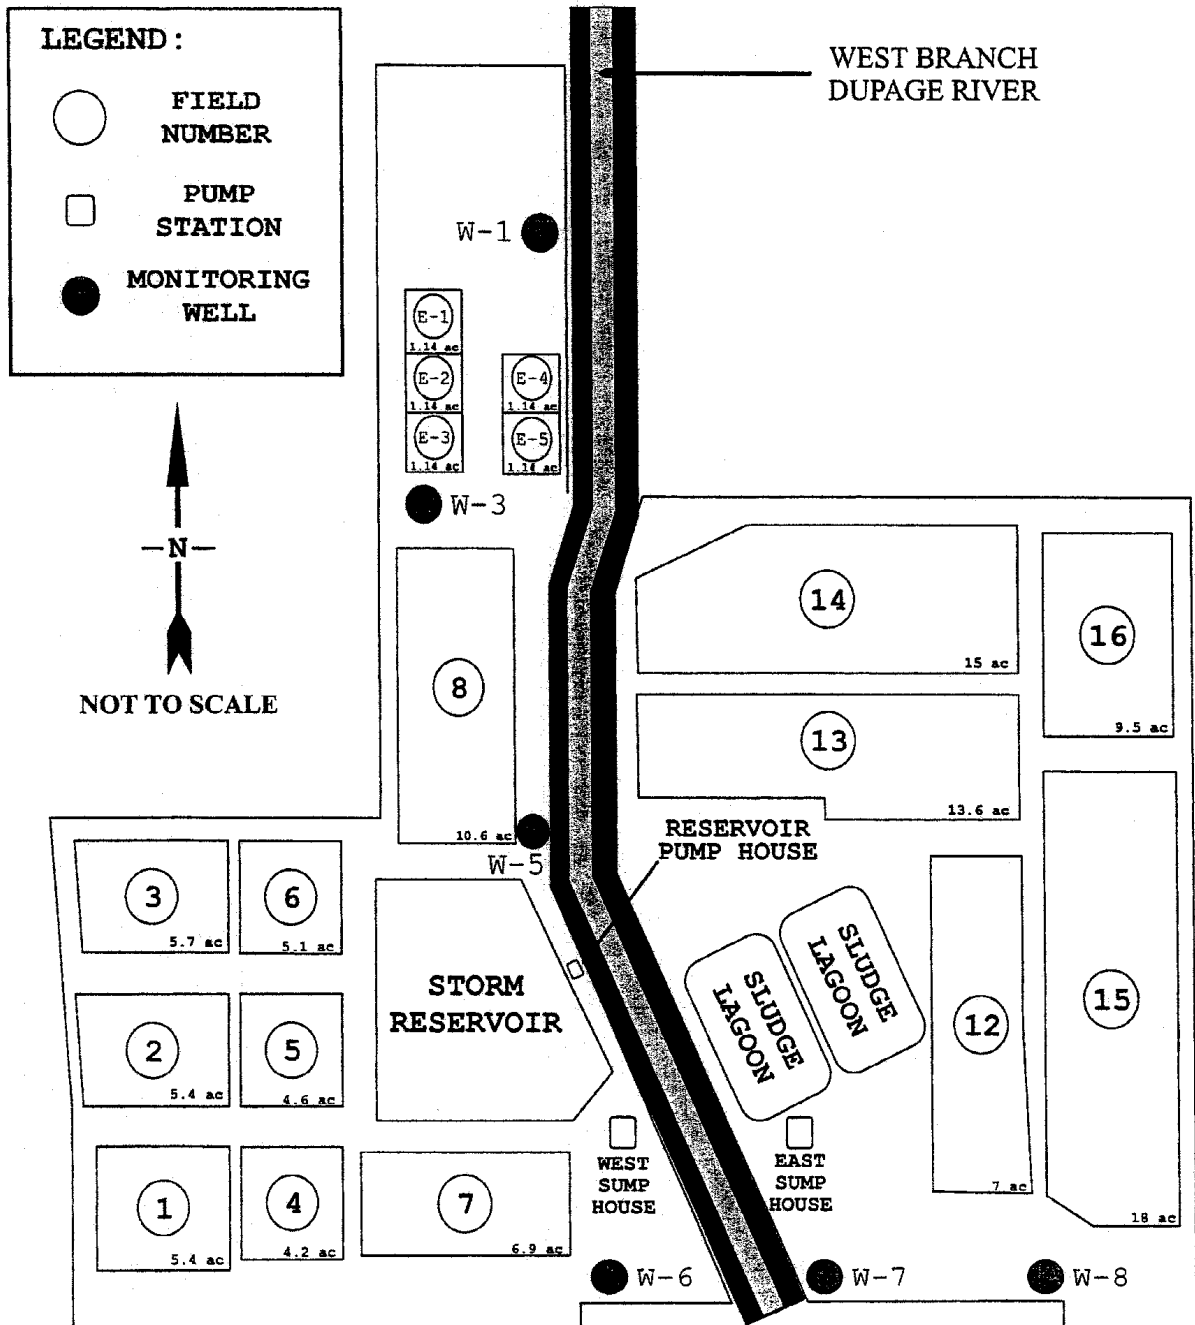 LEGEND:
FIELD
NUMBER
PUMP
STATION
MONITORING
WELL
WEST BRANCH
DUPAGE RIVER
W-1
E-1
1.14 ac
E-2
1.14 ac
E-3
1.14 ac
E-4
1.14 ac
E-5
1.14 ac
W-3
N
NOT TO SCALE
14
15 ac
16
9.5 ac
8
10.6 ac
13
13.6 ac
W-5
RESERVOIR
PUMP HOUSE
3
5.7 ac
6
5.1 ac
STORM
RESERVOIR
SLUDGE
LAGOON
SLUDGE
LAGOON
12
7 ac
15
18 ac
2
5.4 ac
5
4.6 ac
WEST
SUMP
HOUSE
EAST
SUMP
HOUSE
1
5.4 ac
4
4.2 ac
7
6.9 ac
W-6
W-7
W-8